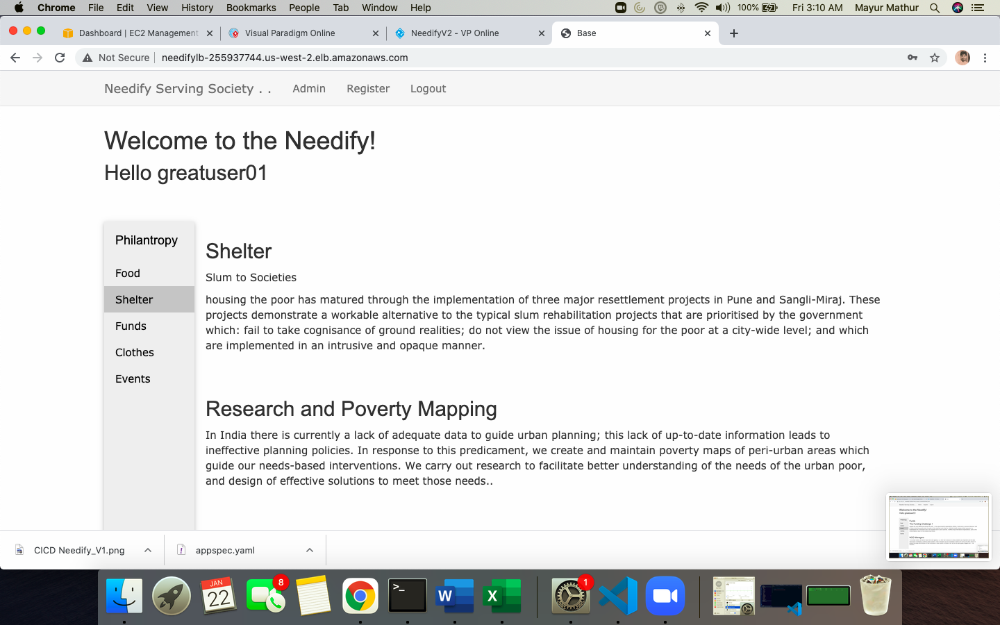 Chrome File Edit View History Bookmarks People Tab Window Help 100% Fri 3:10 AM Mayur Mathur
Dashboard | EC2 Management
Visual Paradigm Online
NeedifyV2 - VP Online
Base
Not Secure needifylb-255937744.us-west-2.elb.amazonaws.com
Needify Serving Society . . Admin Register Logout
Welcome to the Needify!
Hello greatuser01
Philantropy
Food
Shelter
Funds
Clothes
Events
Shelter
Slum to Societies
housing the poor has matured through the implementation of three major resettlement projects in Pune and Sangli-Miraj. These
projects demonstrate a workable alternative to the typical slum rehabilitation projects that are prioritised by the government
which: fail to take cognisance of ground realities; do not view the issue of housing for the poor at a city-wide level; and which
are implemented in an intrusive and opaque manner.
Research and Poverty Mapping
In India there is currently a lack of adequate data to guide urban planning; this lack of up-to-date information leads to
ineffective planning policies. In response to this predicament, we create and maintain poverty maps of peri-urban areas which
guide our needs-based interventions. We carry out research to facilitate better understanding of the needs of the urban poor,
and design of effective solutions to meet those needs..
Welcome to the Needify!
Hello greatuser01
CICD Needify_V1.png
appspec.yaml
JAN
22
8
>_
W
X
1